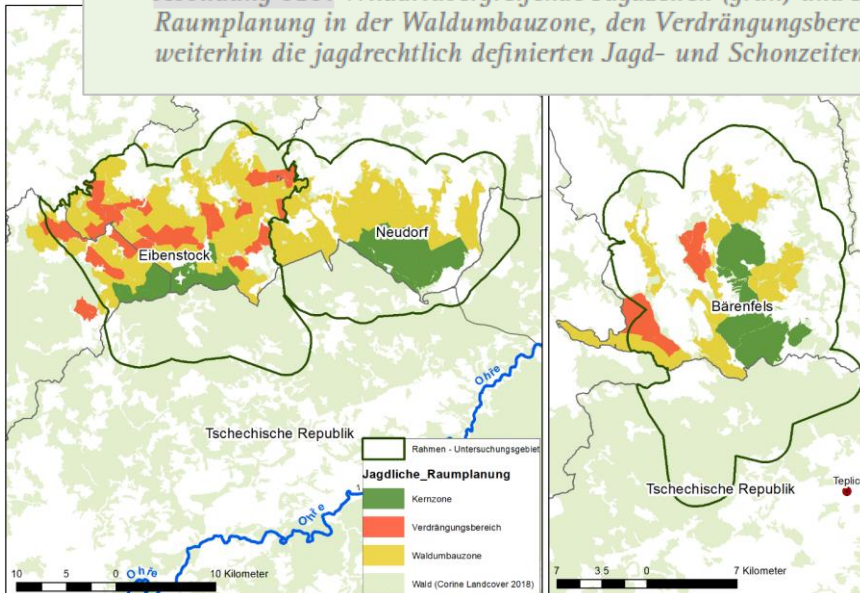 Raumplanung in der Waldumbauzone, den Verdrängungsberei
weiterhin die jagdrechtlich definierten Jagd- und Schonzeiten
Eibenstock
Neudorf
Tschechische Republik
Ohře
Ohře
Ohře
Rahmen - Untersuchungsgebiet
Jagdliche_Raumplanung
Kernzone
Verdrängungsbereich
Waldumbauzone
Wald (Corine Landcover 2018)
10 5 0 10 Kilometer
Bärenfels
Tschechische Republik
Teplic
7 3 5 0 7 Kilometer